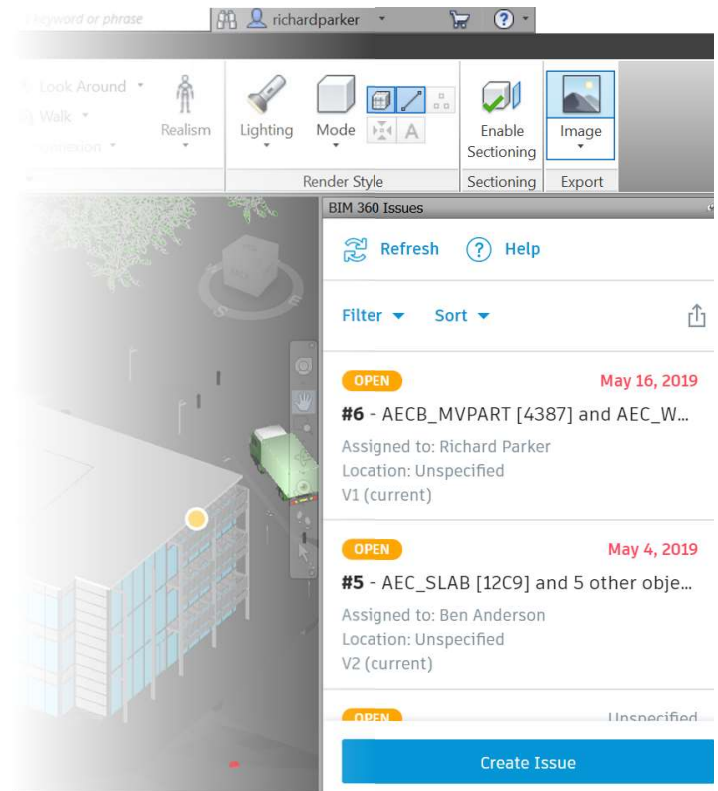 keyword or phrase
richardparker
?
Look Around
Walk
Realism
Lighting
Mode
A
Enable
Sectioning
Image
Render Style
Sectioning
Export
BIM 360 Issues
Refresh
? Help
Filter
Sort
OPEN
May 16, 2019
#6 - AECB_MVPART [4387] and AEC_W...
Assigned to: Richard Parker
Location: Unspecified
V1 (current)
OPEN
May 4, 2019
#5 - AEC_SLAB [12C9] and 5 other obje...
Assigned to: Ben Anderson
Location: Unspecified
V2 (current)
OPEN
Unspecified
Create Issue
S
E